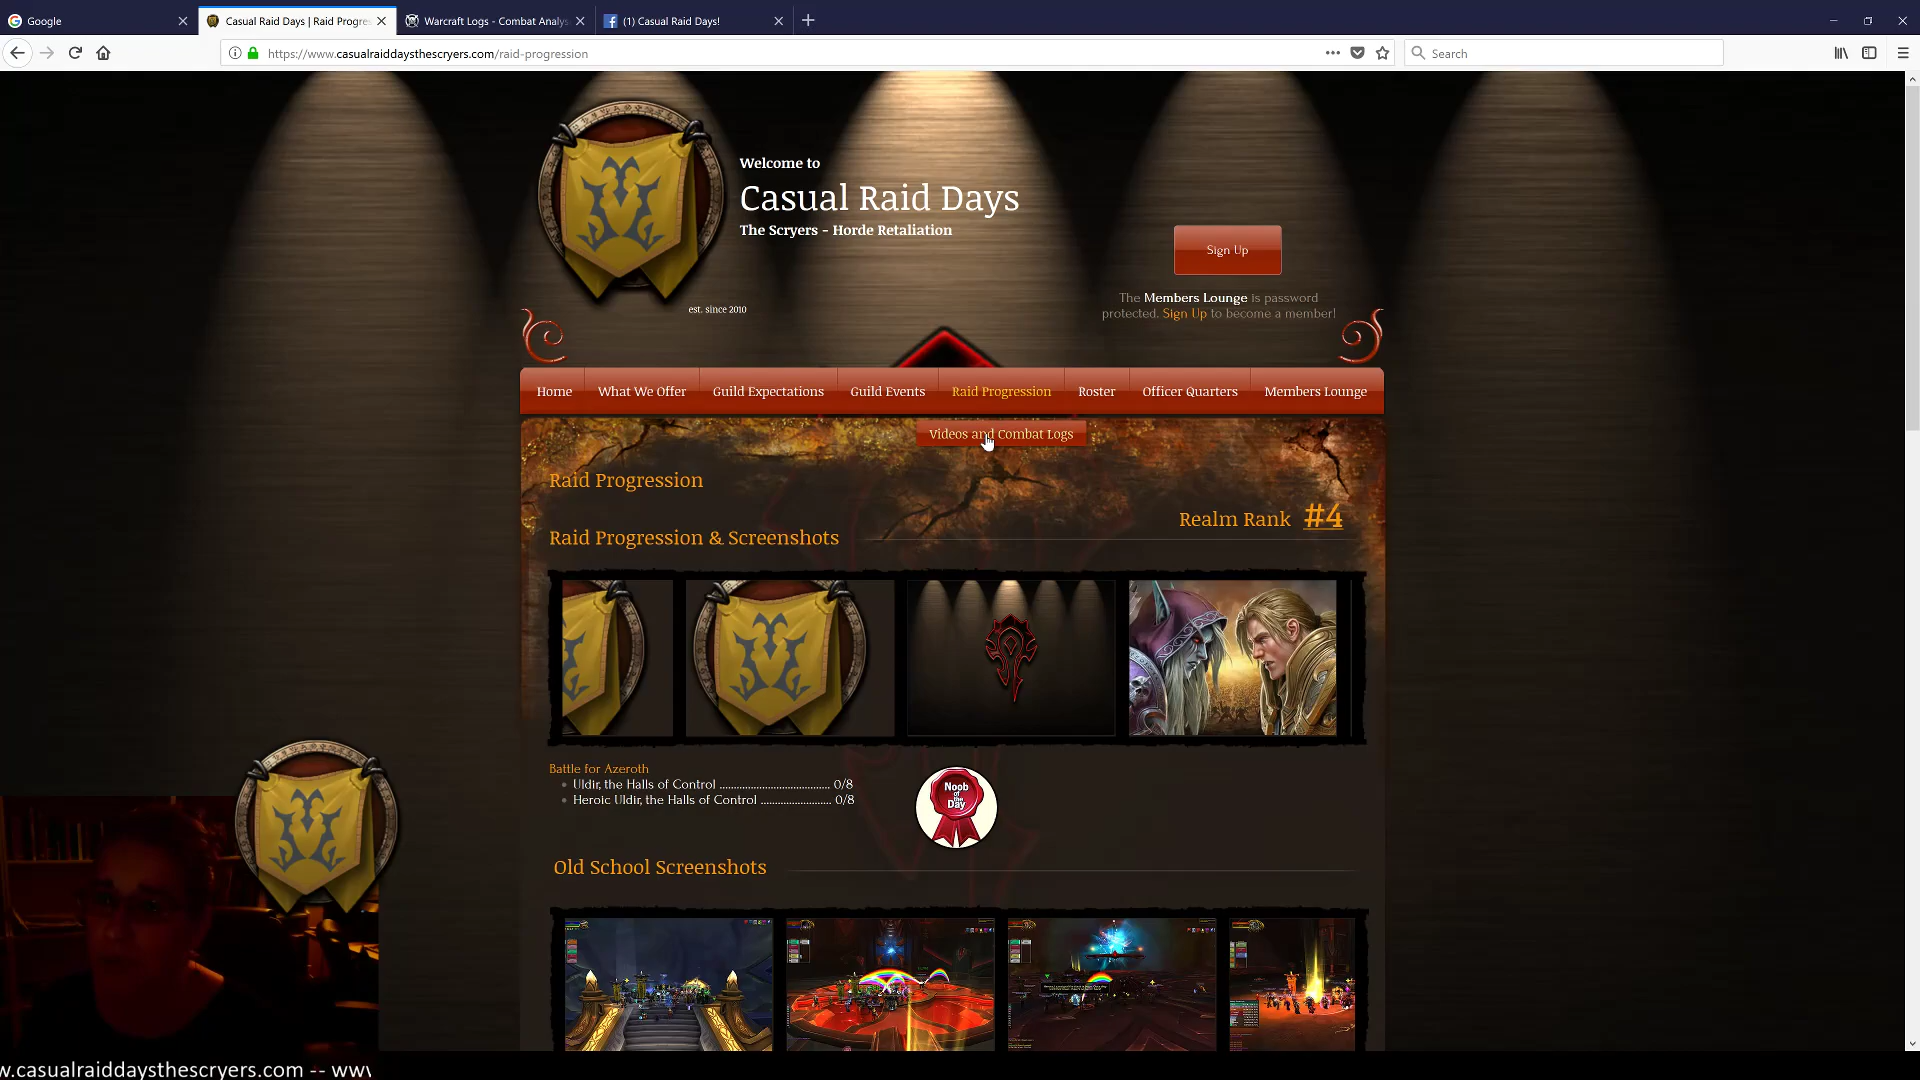 Google
Casual Raid Days | Raid Progre
Warcraft Logs - Combat Analys
(1) Casual Raid Days!
https://www.casualraiddaysthescryers.com/raid-progression
Search
Welcome to
Casual Raid Days
The Scryers - Horde Retaliation
est. since 2010
Sign Up
The Members Lounge is password
protected. Sign Up to become a member!
Home
What We Offer
Guild Expectations
Guild Events
Raid Progression
Roster
Officer Quarters
Members Lounge
Videos and Combat Logs
Raid Progression
Realm Rank #4
Raid Progression & Screenshots
Battle for Azeroth
Uldir, the Halls of Control ...................................... 0/8
Heroic Uldir, the Halls of Control ........................ 0/8
Noob
of
the
Day
Old School Screenshots
w.casualraiddaysthescryers.com -- www